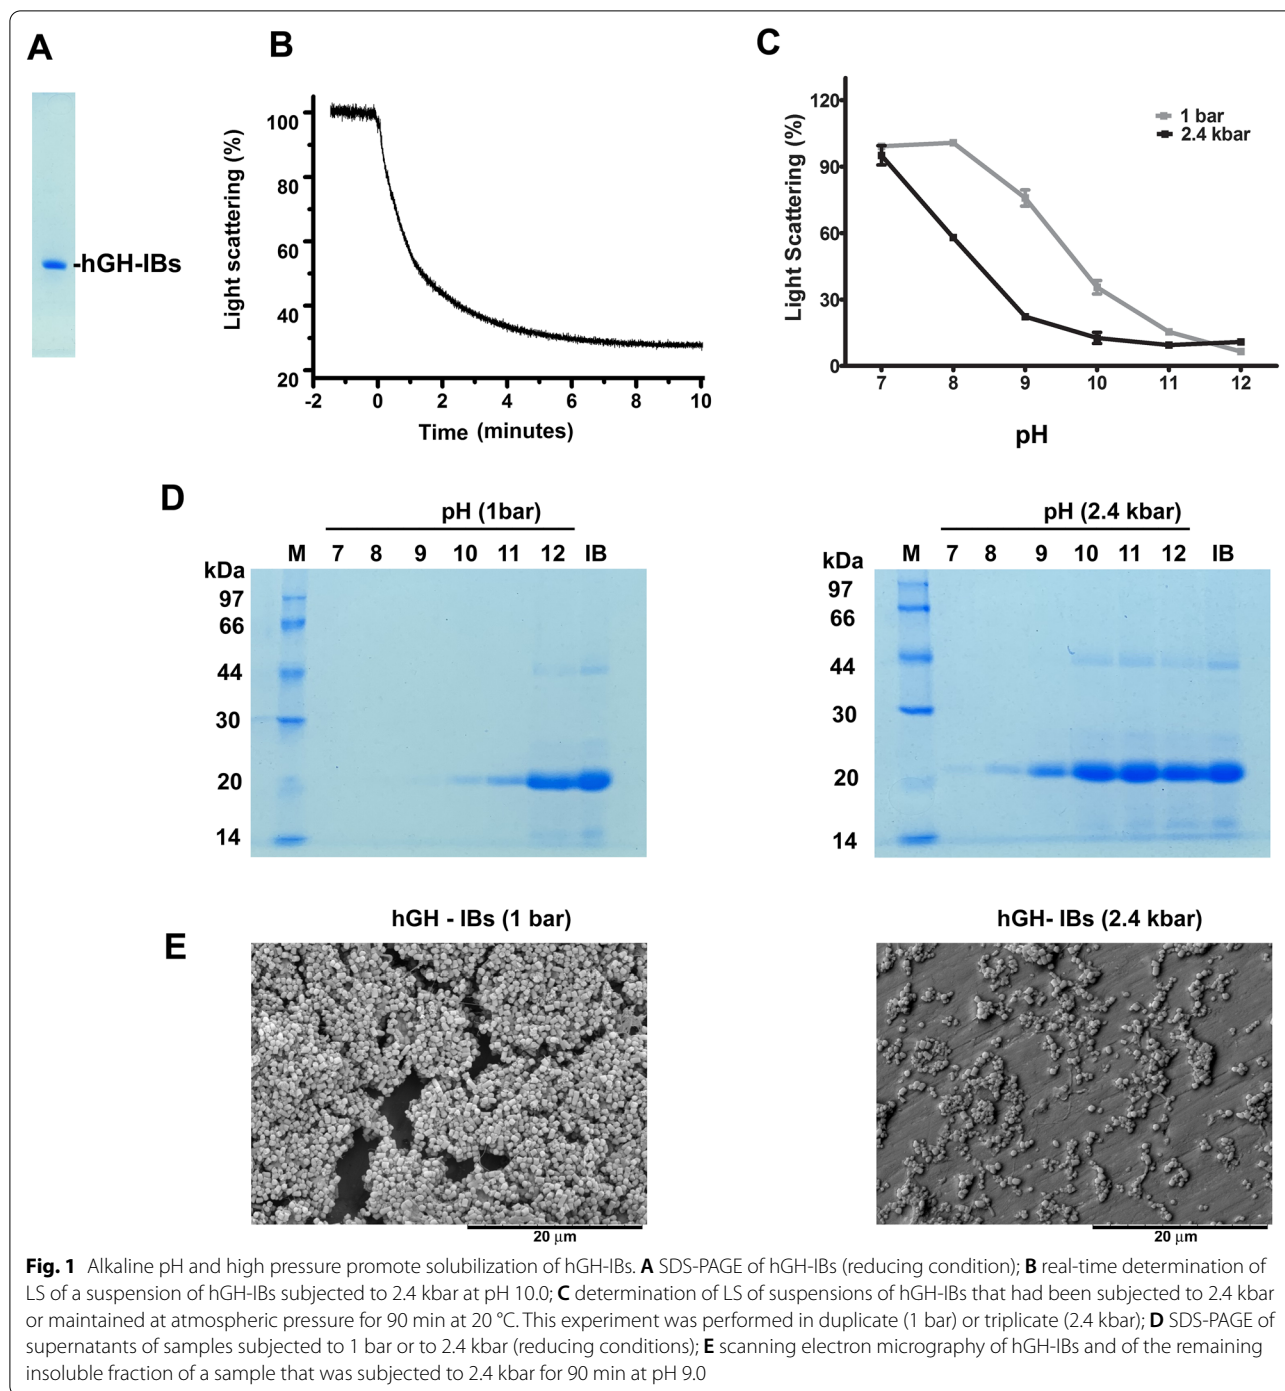 A
-hGH-IBs
B
Light scattering (%)
100
80
60
40
20
-2 0 2 4 6 8 10
Time (minutes)
C
Light Scattering (%)
120
90
60
30
0
7 8 9 10 11 12
pH
1 bar
2.4 kbar
D
pH (1bar)
M 7 8 9 10 11 12 IB
kDa
97
66
44
30
20
14
pH (2.4 kbar)
M 7 8 9 10 11 12 IB
kDa
97
66
44
30
20
14
E
hGH - IBs (1 bar)
20 μm
hGH- IBs (2.4 kbar)
20 μm
Fig. 1 Alkaline pH and high pressure promote solubilization of hGH-IBs. A SDS-PAGE of hGH-IBs (reducing condition); B real-time determination of
LS of a suspension of hGH-IBs subjected to 2.4 kbar at pH 10.0; C determination of LS of suspensions of hGH-IBs that had been subjected to 2.4 kbar
or maintained at atmospheric pressure for 90 min at 20 °C. This experiment was performed in duplicate (1 bar) or triplicate (2.4 kbar); D SDS-PAGE of
supernatants of samples subjected to 1 bar or to 2.4 kbar (reducing conditions); E scanning electron micrography of hGH-IBs and of the remaining
insoluble fraction of a sample that was subjected to 2.4 kbar for 90 min at pH 9.0